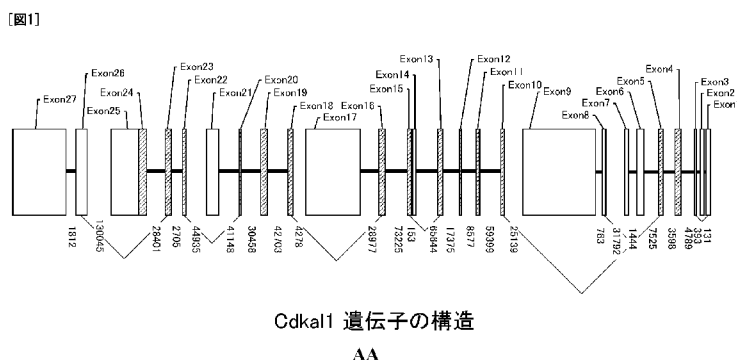 [図1]
Exon27
Exon26
Exon25
Exon24
Exon23
Exon22
Exon21
Exon20
Exon19
Exon18
Exon17
Exon16
Exon15
Exon14
Exon13
Exon12
Exon11
Exon10
Exon9
Exon8
Exon7
Exon6
Exon5
Exon4
Exon3
Exon2
Exon
1812
130045
28401
2705
44935
41148
30458
42703
4278
28977
73225
153
65844
17375
8577
59399
25139
783
31792
1444
7525
3598
4789
393
131
Cdkal1 遺伝子の構造
AA